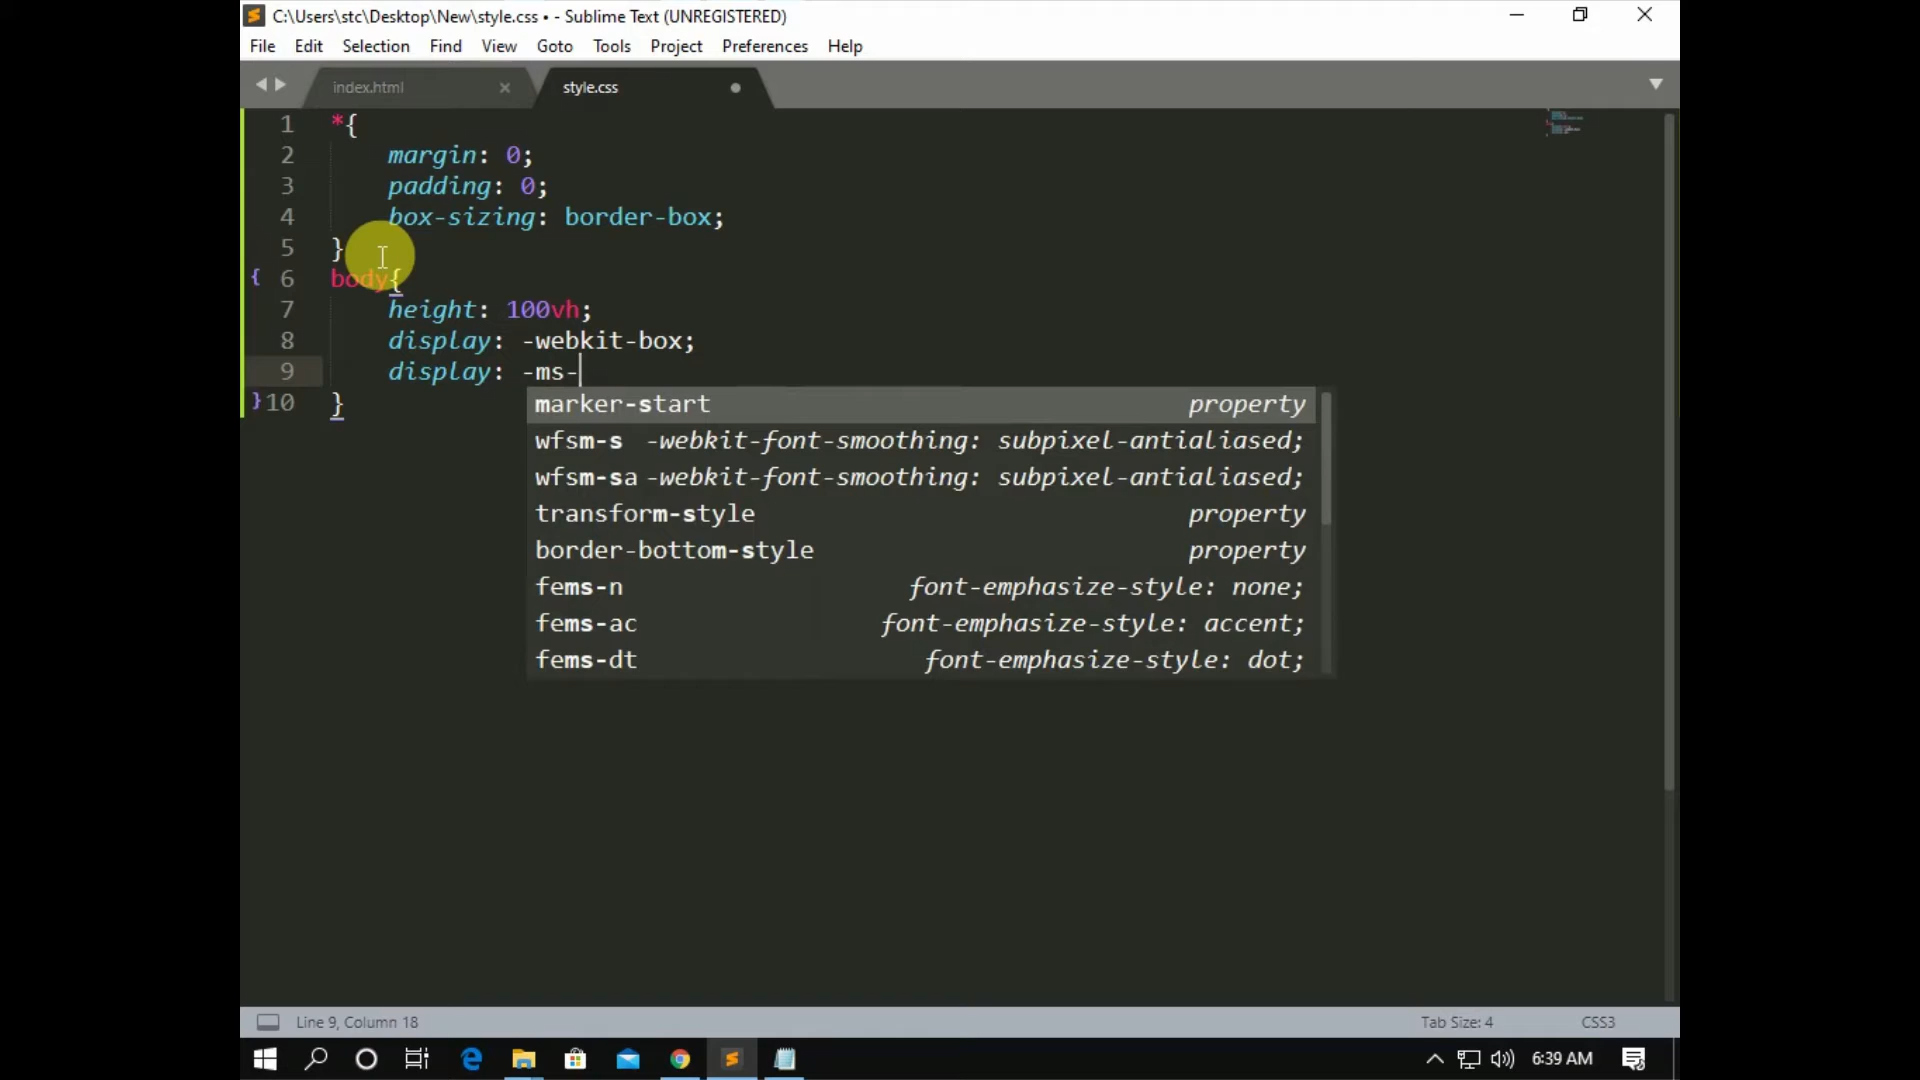 C:\Users\stc\Desktop\New\style.css • - Sublime Text (UNREGISTERED)
File Edit Selection Find View Goto Tools Project Preferences Help
index.html × style.css
1 *{
2 margin: 0;
3 padding: 0;
4 box-sizing: border-box;
5 }
{ 6 body{
7 height: 100vh;
8 display: -webkit-box;
9 display: -ms-
} 10 }
marker-start property
wfsm-s -webkit-font-smoothing: subpixel-antialiased;
wfsm-sa -webkit-font-smoothing: subpixel-antialiased;
transform-style property
border-bottom-style property
fems-n font-emphasize-style: none;
fems-ac font-emphasize-style: accent;
fems-dt font-emphasize-style: dot;
Line 9, Column 18 Tab Size: 4 CSS3
6:39 AM